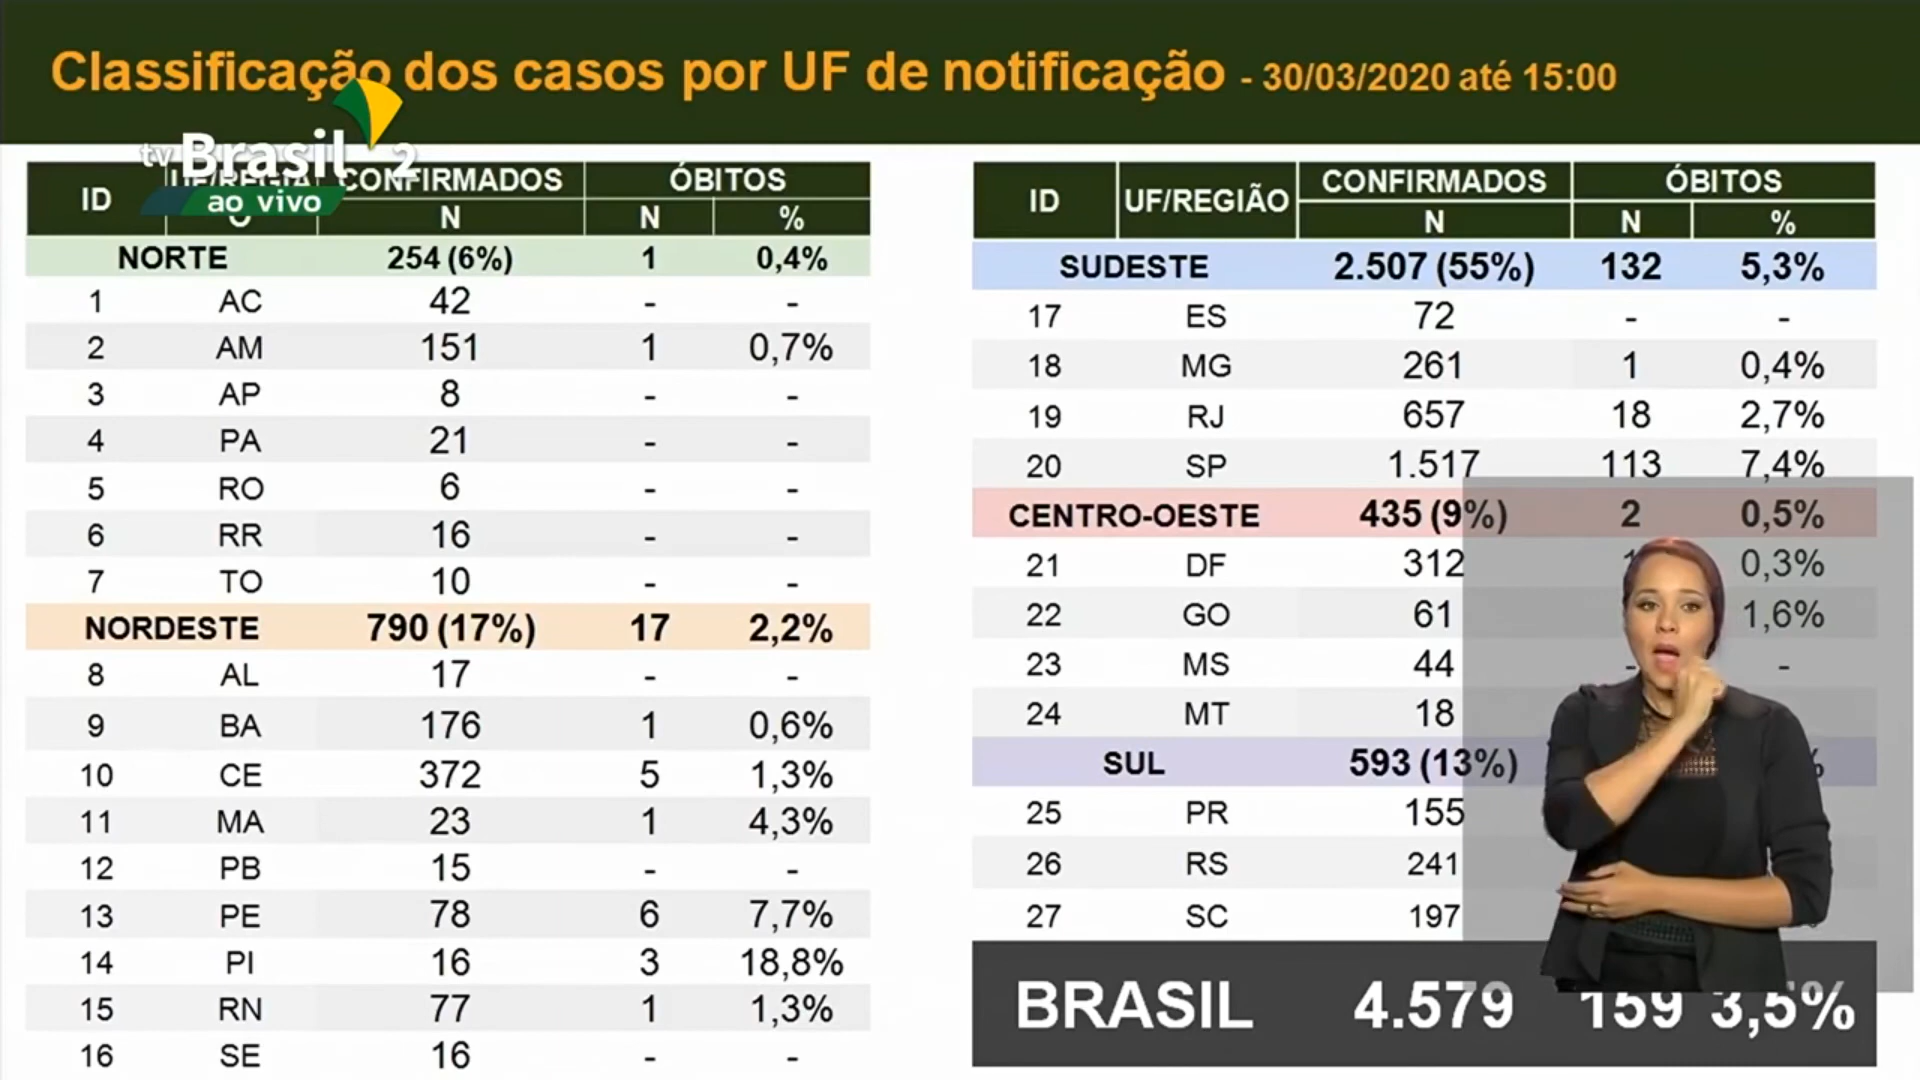 Classificação dos casos por UF de notificação - 30/03/2020 até 15:00
tv Brasil 2
ao vivo
ID UF/REGIÃO CONFIRMADOS ÓBITOS
N N %
NORTE 254 (6%) 1 0,4%
1 AC 42 - -
2 AM 151 1 0,7%
3 AP 8 - -
4 PA 21 - -
5 RO 6 - -
6 RR 16 - -
7 TO 10 - -
NORDESTE 790 (17%) 17 2,2%
8 AL 17 - -
9 BA 176 1 0,6%
10 CE 372 5 1,3%
11 MA 23 1 4,3%
12 PB 15 - -
13 PE 78 6 7,7%
14 PI 16 3 18,8%
15 RN 77 1 1,3%
16 SE 16 - -
ID UF/REGIÃO CONFIRMADOS ÓBITOS
N N %
SUDESTE 2.507 (55%) 132 5,3%
17 ES 72 - -
18 MG 261 1 0,4%
19 RJ 657 18 2,7%
20 SP 1.517 113 7,4%
CENTRO-OESTE 435 (9%) 2 0,5%
21 DF 312 0,3%
22 GO 61 1,6%
23 MS 44 - -
24 MT 18
SUL 593 (13%)
25 PR 155
26 RS 241
27 SC 197
BRASIL 4.579 159 3,5%